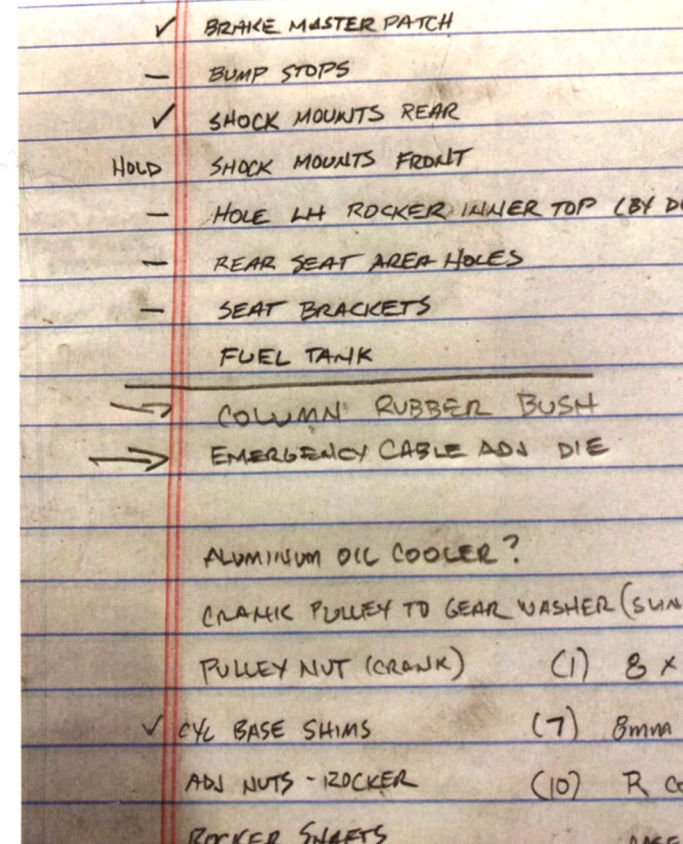 ✓ BRAKE MASTER PATCH
— BUMP STOPS
✓ SHOCK MOUNTS REAR
HOLD SHOCK MOUNTS FRONT
— HOLE LH ROCKER INNER TOP (BY
— REAR SEAT AREA HOLES
— SEAT BRACKETS
FUEL TANK
→ COLUMN RUBBER BUSH
→ EMERGENCY CABLE ADJ DIE
ALUMINUM OIL COOLER?
CRANK PULLEY TO GEAR WASHER
PULLEY NUT (CRANK) (1) 8 X
✓ CYL BASE SHIMS (7) 8mm
ADJ NUTS - ROCKER (10) R
ROCKER SHAFTS